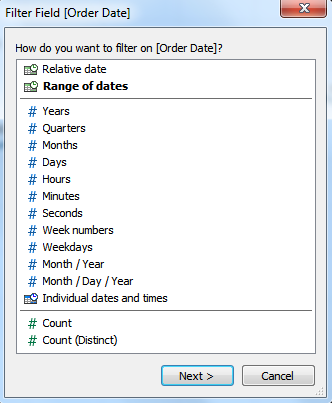 Filter Field [Order Date]
How do you want to filter on [Order Date]?
Relative date
Range of dates
# Years
# Quarters
# Months
# Days
# Hours
# Minutes
# Seconds
# Week numbers
# Weekdays
# Month / Year
# Month / Day / Year
Individual dates and times
# Count
# Count (Distinct)
Next > Cancel